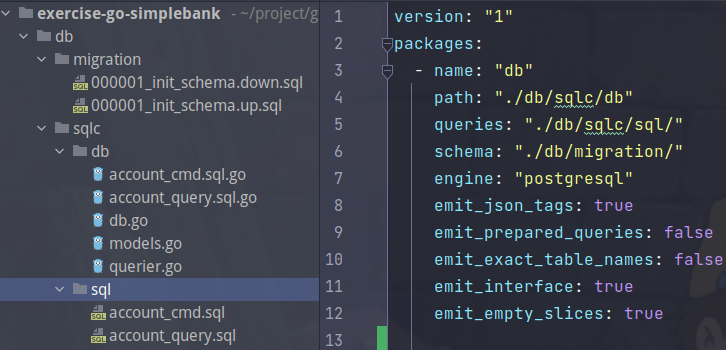 exercise-go-simplebank - ~/project/g
db
migration
000001_init_schema.down.sql
000001_init_schema.up.sql
sqlc
db
account_cmd.sql.go
account_query.sql.go
db.go
models.go
querier.go
sql
account_cmd.sql
account_query.sql
1 version: "1"
2 packages:
3 - name: "db"
4 path: "./db/sqlc/db"
5 queries: "./db/sqlc/sql/"
6 schema: "./db/migration/"
7 engine: "postgresql"
8 emit_json_tags: true
9 emit_prepared_queries: false
10 emit_exact_table_names: false
11 emit_interface: true
12 emit_empty_slices: true
13